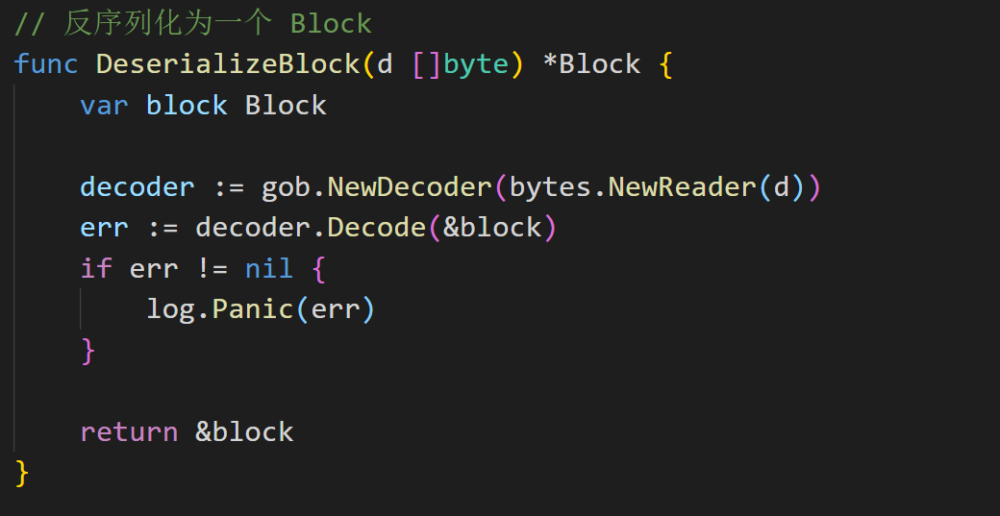 // 反序列化为一个 Block
func DeserializeBlock(d []byte) *Block {
    var block Block

    decoder := gob.NewDecoder(bytes.NewReader(d))
    err := decoder.Decode(&block)
    if err != nil {
        log.Panic(err)
    }

    return &block
}